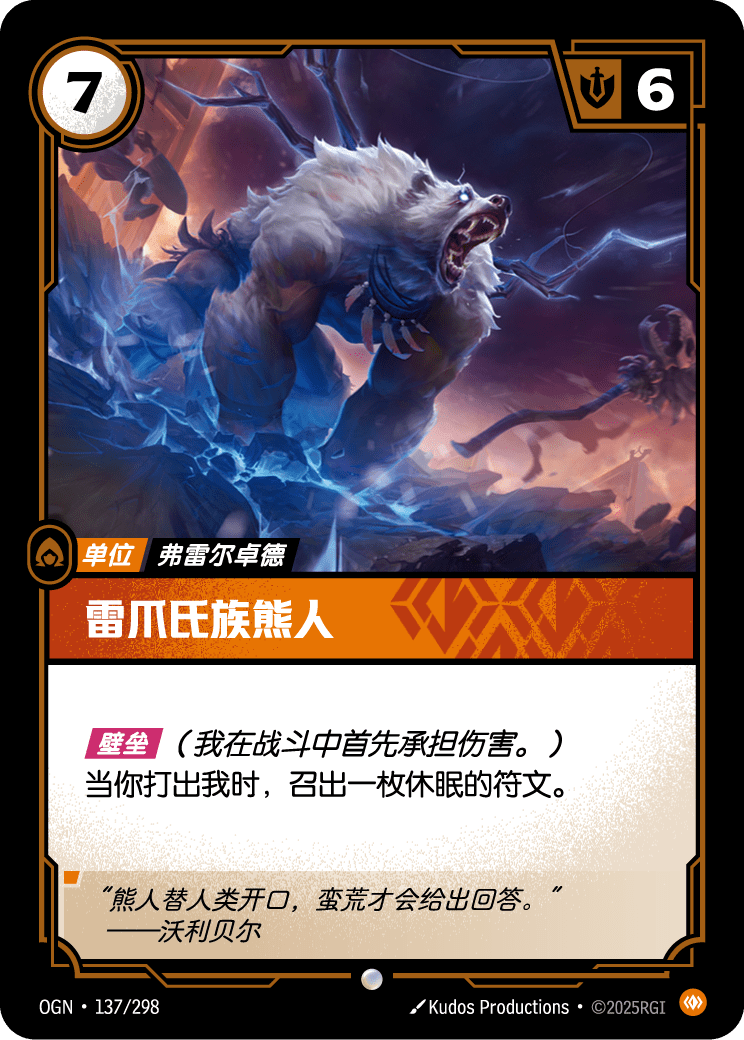 7
6
单位 弗雷尔卓德
雷爪氏族熊人
壁垒（我在战斗中首先承担伤害。）
当你打出我时，召出一枚休眠的符文。
“熊人替人类开口，蛮荒才会给出回答。”
——沃利贝尔
OGN • 137/298 Kudos Productions • ©2025RGI